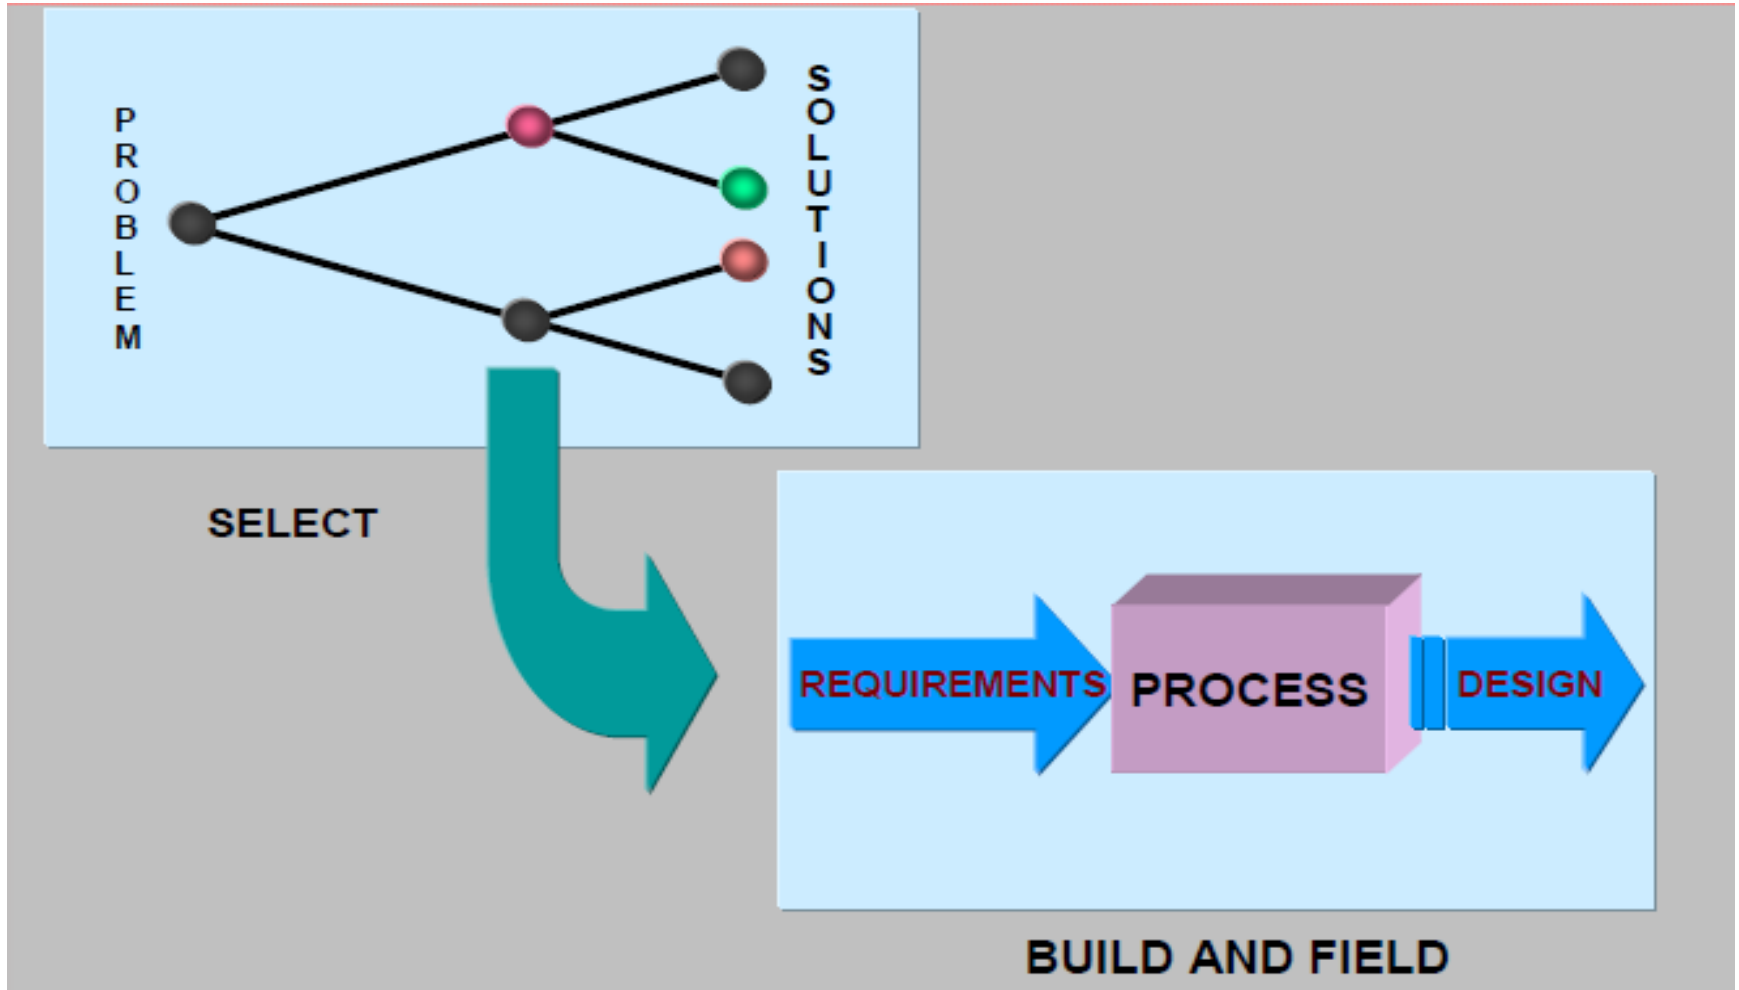 PROBLEM
SOLUTIONS
SELECT
REQUIREMENTS
PROCESS
DESIGN
BUILD AND FIELD